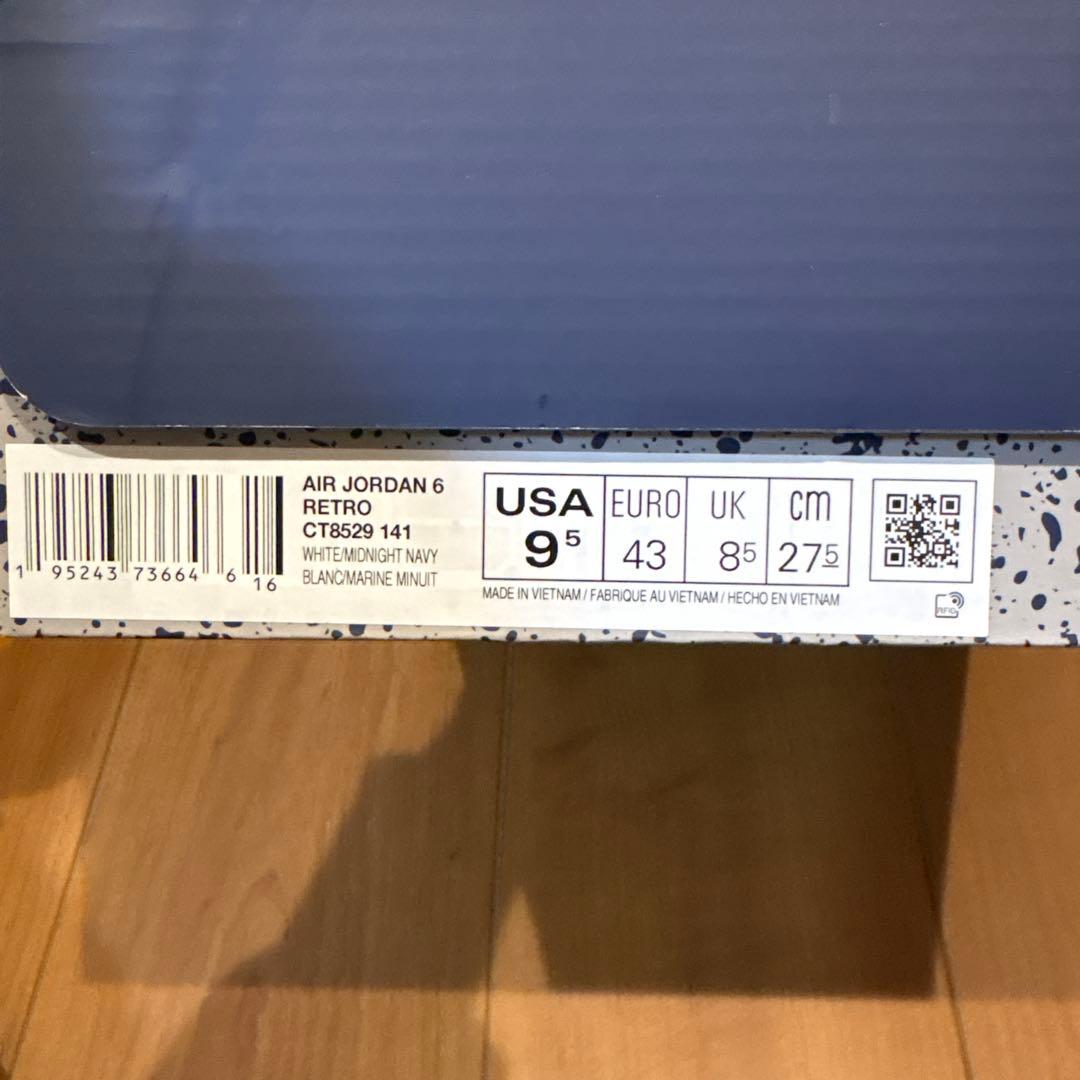 AIR JORDAN 6
RETRO
CT8529 141
WHITE/MIDNIGHT NAVY
BLANC/MARINE MINUIT
1 95243 73664 6
16
USA EURO UK cm
9⁵ 43 8⁵ 27⁵
MADE IN VIETNAM / FABRIQUE AU VIETNAM / HECHO EN VIETNAM
RFID